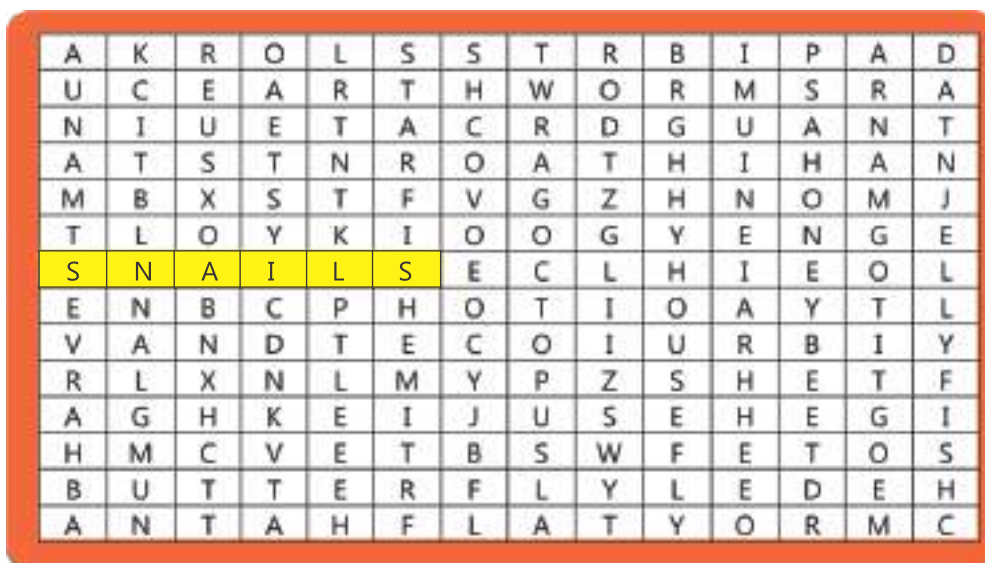 A K R O L S S T R B I P A D
U C E A R T H W O R M S R A
N I U E T A C R D G U A N T
A T S T N R O A T H I H A N
M B X S T F V G Z H N O M J
T L O Y K I O O G Y E N G E
S N A I L S E C L H I E O L
E N B C P H O T I O A Y T L
V A N D T E C O I U R B I Y
R L X N L M Y P Z S H E T F
A G H K E I J U S E H E G I
H M C V E T B S W F E T O S
B U T T E R F L Y L E D E H
A N T A H F L A T Y O R M C